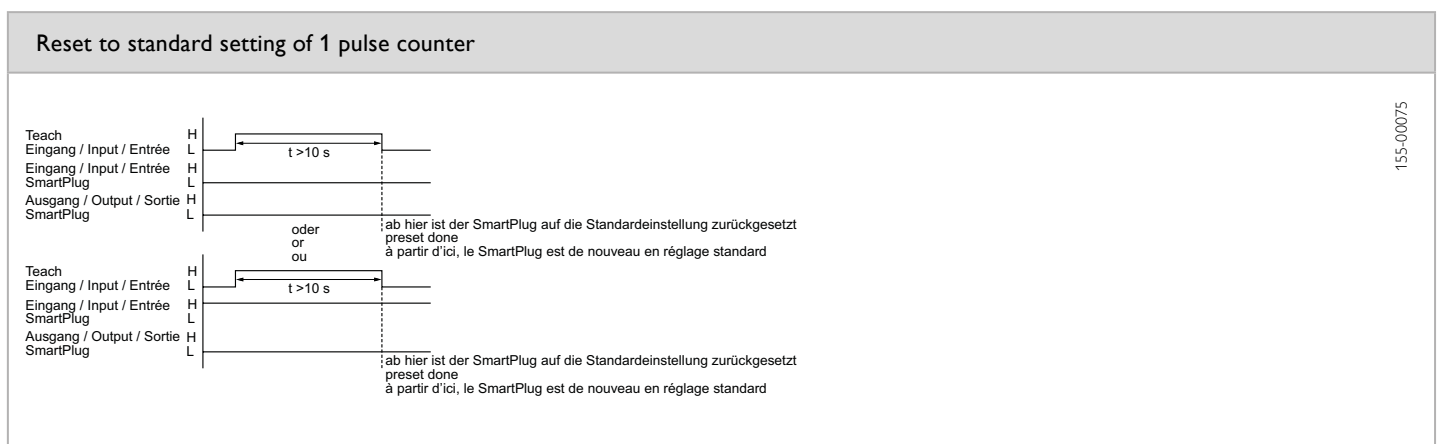 Reset to standard setting of 1 pulse counter
155-00075
Teach H
Eingang / Input / Entrée L
t >10 s
Eingang / Input / Entrée H
SmartPlug L
Ausgang / Output / Sortie H
SmartPlug L
oder
or
ou
ab hier ist der SmartPlug auf die Standardeinstellung zurückgesetzt
preset done
à partir d'ici, le SmartPlug est de nouveau en réglage standard
Teach H
Eingang / Input / Entrée L
t >10 s
Eingang / Input / Entrée H
SmartPlug L
Ausgang / Output / Sortie H
SmartPlug L
ab hier ist der SmartPlug auf die Standardeinstellung zurückgesetzt
preset done
à partir d'ici, le SmartPlug est de nouveau en réglage standard